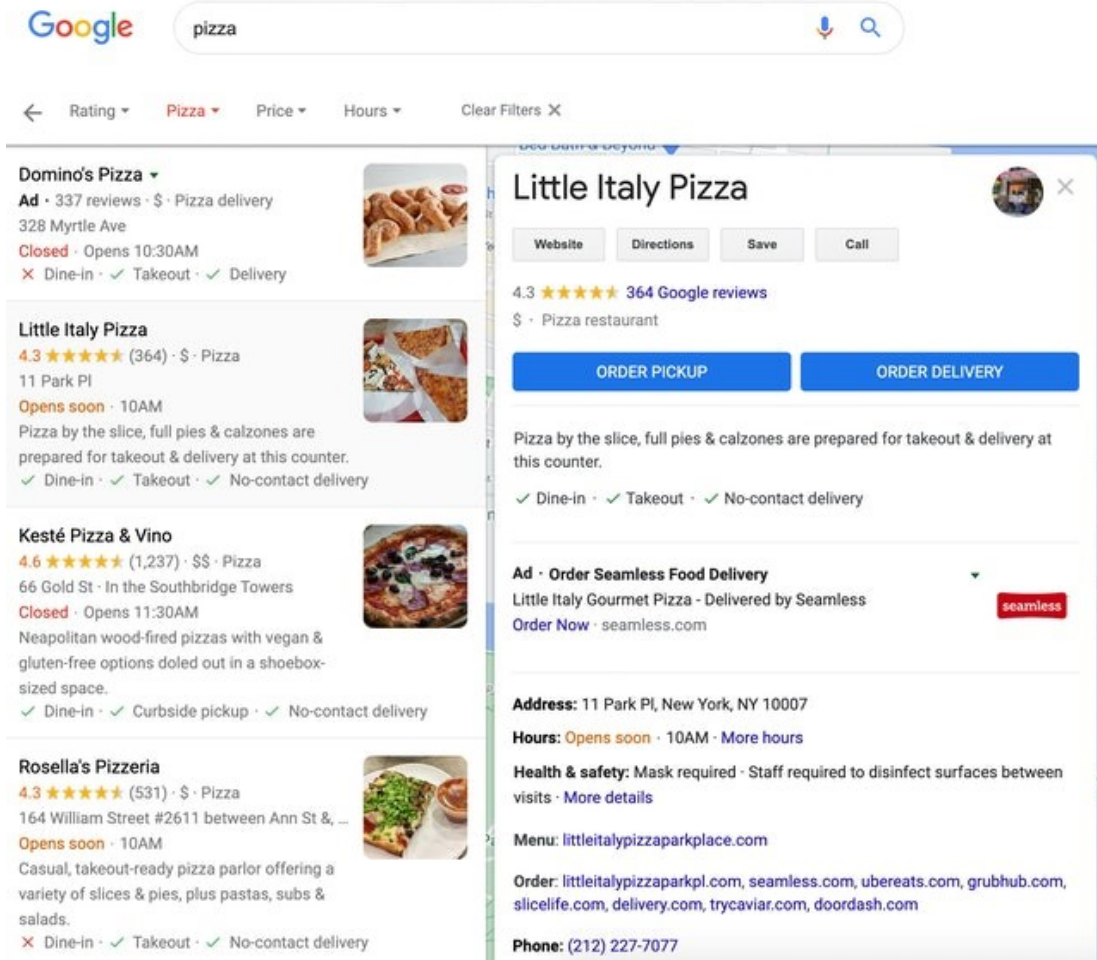 Google
pizza
Rating Pizza Price Hours Clear Filters
Domino's Pizza
Ad · 337 reviews · $ · Pizza delivery
328 Myrtle Ave
Closed · Opens 10:30AM
Dine-in · Takeout · Delivery
Little Italy Pizza
4.3 (364) · $ · Pizza
11 Park Pl
Opens soon · 10AM
Pizza by the slice, full pies & calzones are
prepared for takeout & delivery at this counter.
Dine-in · Takeout · No-contact delivery
Kesté Pizza & Vino
4.6 (1,237) · $$ · Pizza
66 Gold St · In the Southbridge Towers
Closed · Opens 11:30AM
Neapolitan wood-fired pizzas with vegan &
gluten-free options doled out in a shoebox-
sized space.
Dine-in · Curbside pickup · No-contact delivery
Rosella's Pizzeria
4.3 (531) · $ · Pizza
164 William Street #2611 between Ann St &, ...
Opens soon · 10AM
Casual, takeout-ready pizza parlor offering a
variety of slices & pies, plus pastas, subs &
salads.
Dine-in · Takeout · No-contact delivery
Bed Bath & Beyond
Little Italy Pizza
Website Directions Save Call
4.3 364 Google reviews
$ · Pizza restaurant
ORDER PICKUP ORDER DELIVERY
Pizza by the slice, full pies & calzones are prepared for takeout & delivery at
this counter.
Dine-in · Takeout · No-contact delivery
Ad · Order Seamless Food Delivery
Little Italy Gourmet Pizza - Delivered by Seamless
Order Now · seamless.com
seamless
Address: 11 Park Pl, New York, NY 10007
Hours: Opens soon · 10AM · More hours
Health & safety: Mask required · Staff required to disinfect surfaces between
visits · More details
Menu: littleitalypizzaparkplace.com
Order: littleitalypizzaparkpl.com, seamless.com, ubereats.com, grubhub.com,
slicelife.com, delivery.com, trycaviar.com, doordash.com
Phone: (212) 227-7077